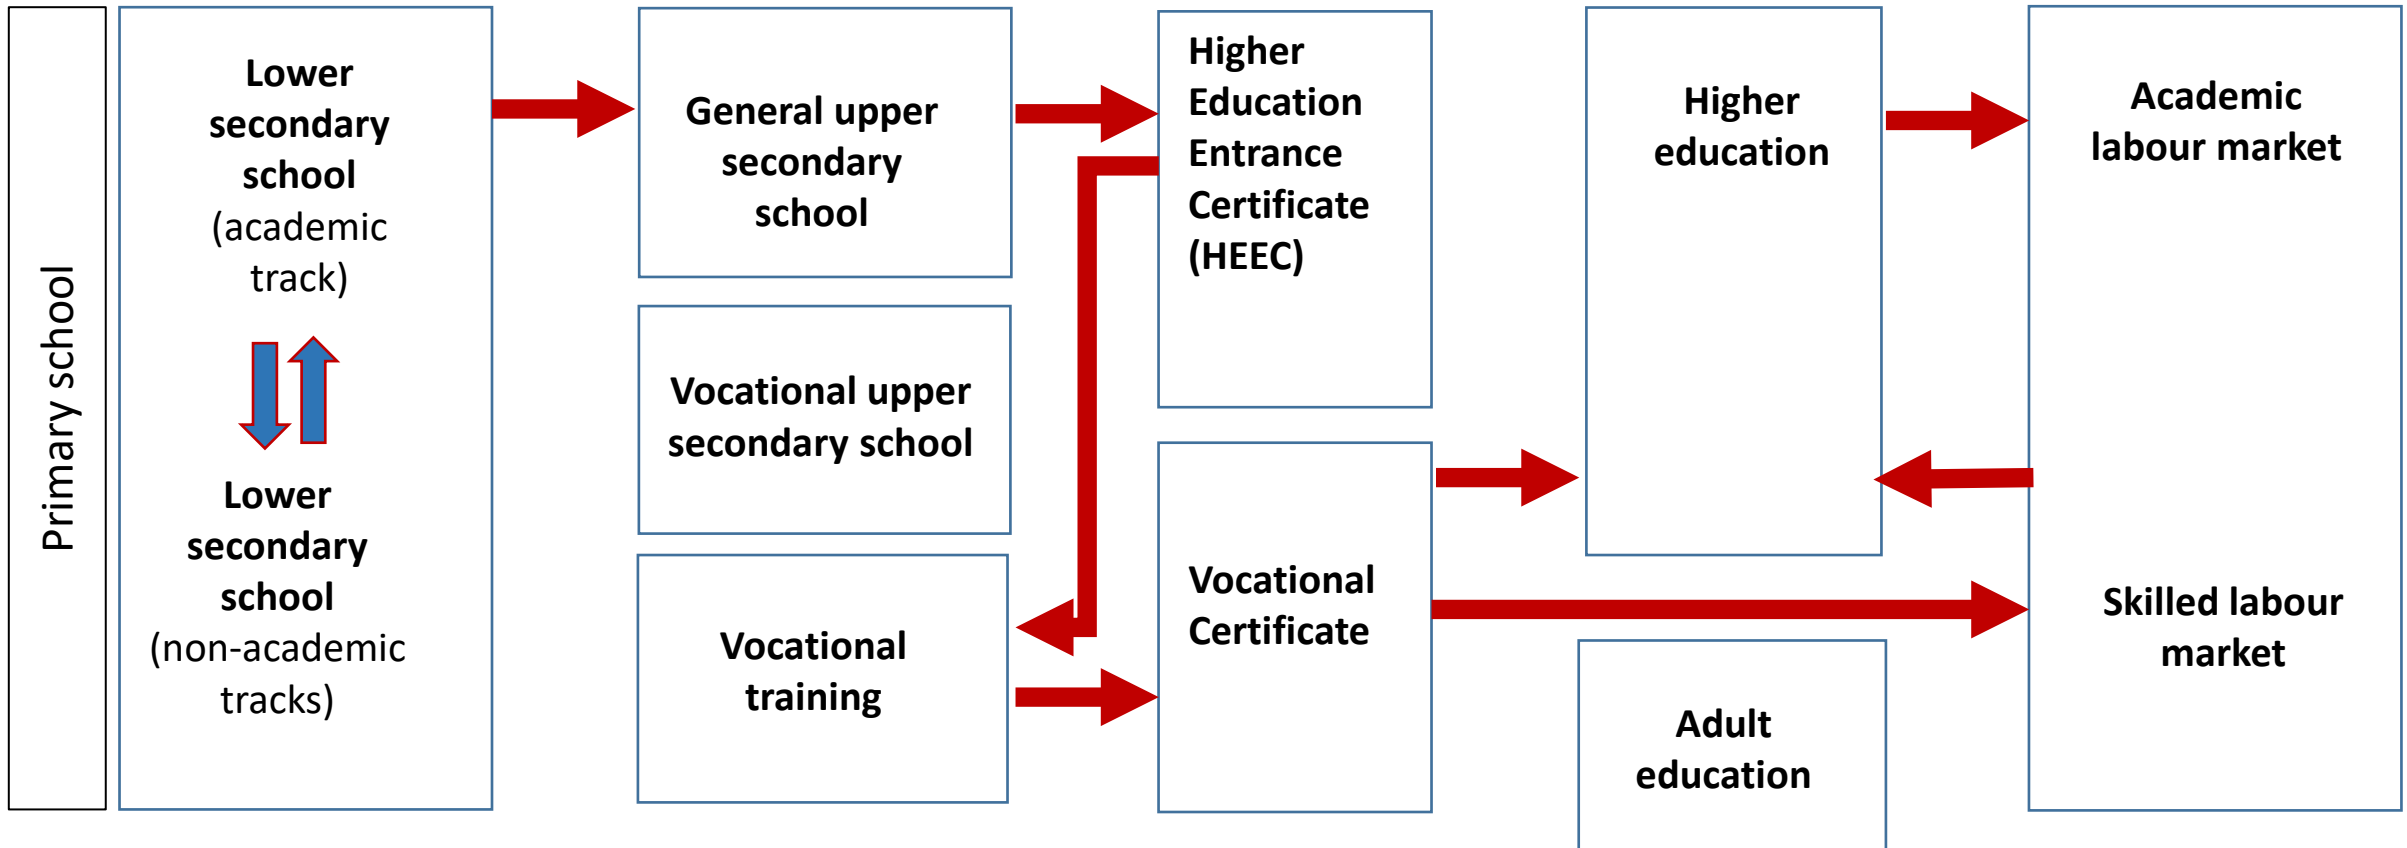 Primary school
Lower
secondary
school
(academic
track)
Lower
secondary
school
(non-academic
tracks)
General upper
secondary
school
Vocational upper
secondary school
Vocational
training
Higher
Education
Entrance
Certificate
(HEEC)
Vocational
Certificate
Higher
education
Adult
education
Academic
labour market
Skilled labour
market